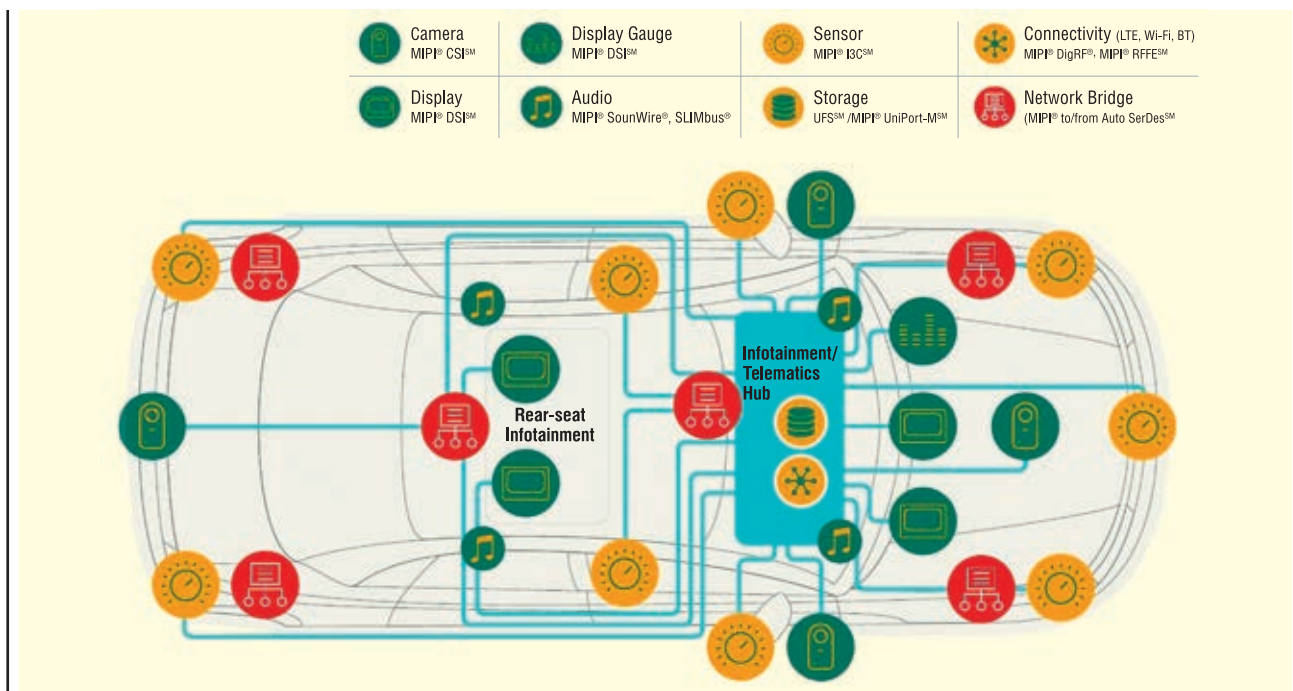 Camera
MIPI® CSI℠
Display Gauge
MIPI® DSI℠
Sensor
MIPI® I3C℠
Connectivity (LTE, Wi-Fi, BT)
MIPI® DigRF®, MIPI® RFFE℠
Display
MIPI® DSI℠
Audio
MIPI® SounWire®, SLIMbus®
Storage
UFS℠ /MIPI® UniPort-M℠
Network Bridge
(MIPI® to/from Auto SerDes℠
Infotainment/
Telematics
Hub
Rear-seat
Infotainment